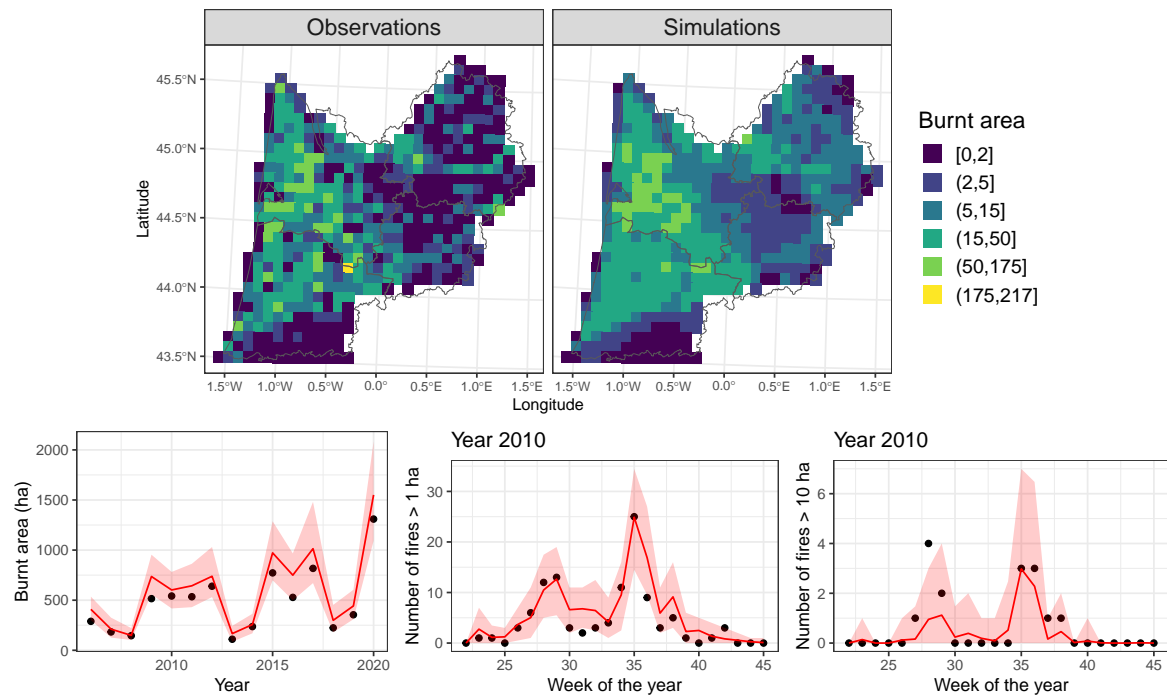 Observations
Simulations
45.5°N
45.0°N
44.5°N
44.0°N
43.5°N
Latitude
1.5°W 1.0°W 0.5°W 0.0° 0.5°E 1.0°E 1.5°E
1.5°W 1.0°W 0.5°W 0.0° 0.5°E 1.0°E 1.5°E
Longitude
Burnt area
[0,2]
(2,5]
(5,15]
(15,50]
(50,175]
(175,217]
2000
1500
1000
500
0
Burnt area (ha)
2010 2015 2020
Year
Year 2010
30
20
10
0
Number of fires > 1 ha
25 30 35 40 45
Week of the year
Year 2010
6
4
2
0
Number of fires > 10 ha
25 30 35 40 45
Week of the year